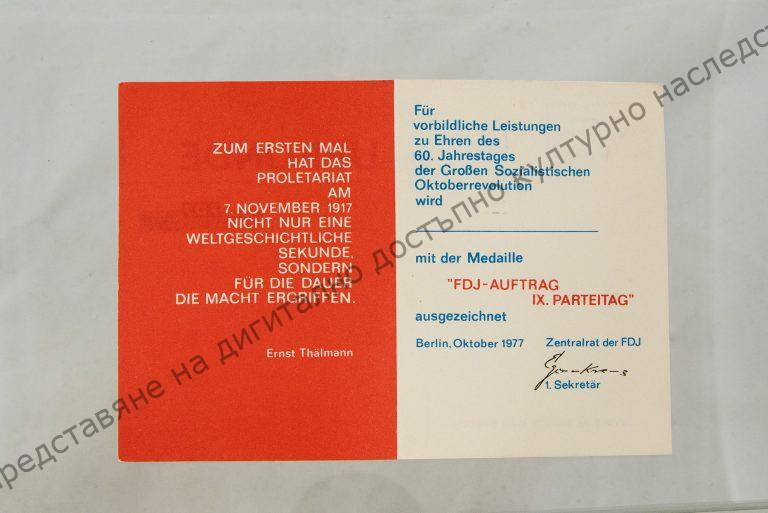 ZUM ERSTEN MAL
HAT DAS
PROLETARIAT
AM
7. NOVEMBER 1917
NICHT NUR EINE
WELTGESCHICHTLICHE
SEKUNDE,
SONDERN
FÜR DIE DAUER
DIE MACHT ERGRIFFEN.
Ernst Thälmann
Für
vorbildliche Leistungen
zu Ehren des
60. Jahrestages
der Großen Sozialistischen
Oktoberrevolution
wird
mit der Medaille
"FDJ-AUFTRAG
IX. PARTEITAG"
ausgezeichnet
Berlin, Oktober 1977
Zentralrat der FDJ
1. Sekretär
представяне на дигитално достъпно културно наследст